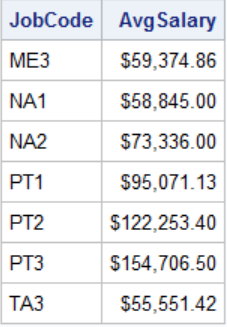 JobCode AvgSalary
ME3 $59,374.86
NA1 $58,845.00
NA2 $73,336.00
PT1 $95,071.13
PT2 $122,253.40
PT3 $154,706.50
TA3 $55,551.42